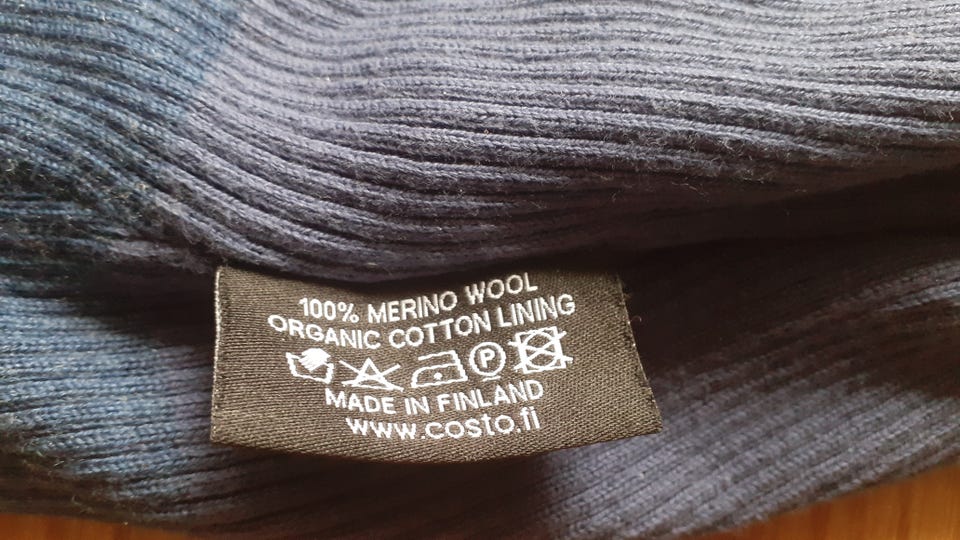 100% MERINO WOOL
ORGANIC COTTON LINING
P
MADE IN FINLAND
www.costo.fi